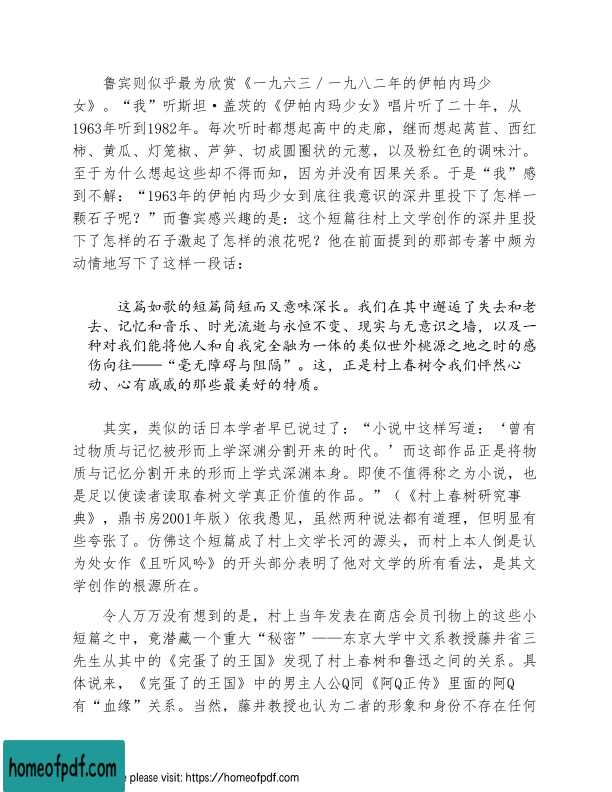 鲁宾则似乎最为欣赏《一九六三／一九八二年的伊帕内玛少
女》。“我”听斯坦·盖茨的《伊帕内玛少女》唱片听了二十年，从
1963年听到1982年。每次听时都想起高中的走廊，继而想起莴苣、西红
柿、黄瓜、灯笼椒、芦笋、切成圆圈状的元葱，以及粉红色的调味汁。
至于为什么想起这些却不得而知，因为并没有因果关系。于是“我”感
到不解：“1963年的伊帕内玛少女到底往我意识的深井里投下了怎样一
颗石子呢？”而鲁宾感兴趣的是：这个短篇往村上文学创作的深井里投
下了怎样的石子激起了怎样的浪花呢？他在前面提到的那部专著中颇为
动情地写下了这样一段话：
这篇如歌的短篇简短而又意味深长。我们在其中邂逅了失去和老
去、记忆和音乐、时光流逝与永恒不变、现实与无意识之墙，以及一
种对我们能将他人和自我完全融为一体的类似世外桃源之地之时的感
伤向往——“毫无障碍与阻隔”。这，正是村上春树令我们怦然心
动、心有戚戚的那些最美好的特质。
其实，类似的话日本学者早已说过了：“小说中这样写道：‘曾有
过物质与记忆被形而上学深渊分割开来的时代。’而这部作品正是将物
质与记忆分割开来的形而上学式深渊本身。即使不值得称之为小说，也
是足以使读者读取春树文学真正价值的作品。”（《村上春树研究事
典》，鼎书房2001年版）依我愚见，虽然两种说法都有道理，但明显有
些夸张了。仿佛这个短篇成了村上文学长河的源头，而村上本人倒是认
为处女作《且听风吟》的开头部分表明了他对文学的所有看法，是其文
学创作的根源所在。
令人万万没有想到的是，村上当年发表在商店会员刊物上的这些小
短篇之中，竟潜藏一个重大“秘密”——东京大学中文系教授藤井省三
先生从其中的《完蛋了的王国》发现了村上春树和鲁迅之间的关系。具
体说来，《完蛋了的王国》中的男主人公Q同《阿Q正传》里面的阿Q
有“血缘”关系。当然，藤井教授也认为二者的形象和身份不存在任何
homeofpdf.com
e please visit: https://homeofpdf.com